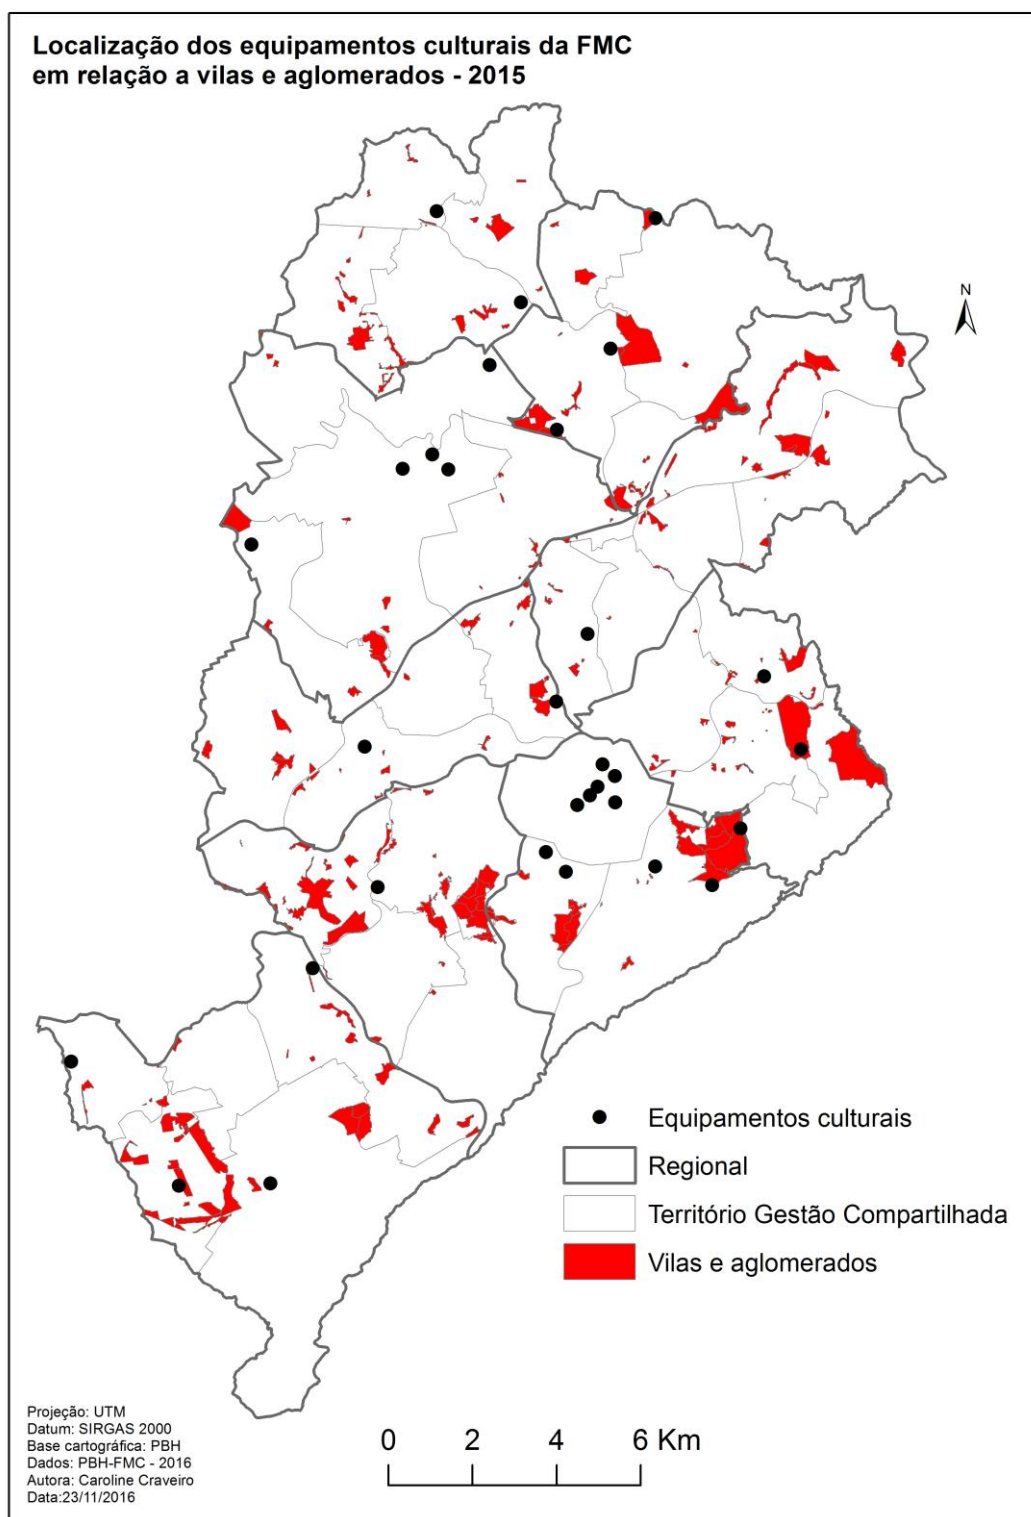 Localização dos equipamentos culturais da FMC
em relação a vilas e aglomerados - 2015
N
Equipamentos culturais
Regional
Território Gestão Compartilhada
Vilas e aglomerados
Projeção: UTM
Datum: SIRGAS 2000
Base cartográfica: PBH
Dados: PBH-FMC - 2016
Autora: Caroline Craveiro
Data:23/11/2016
0 2 4 6 Km